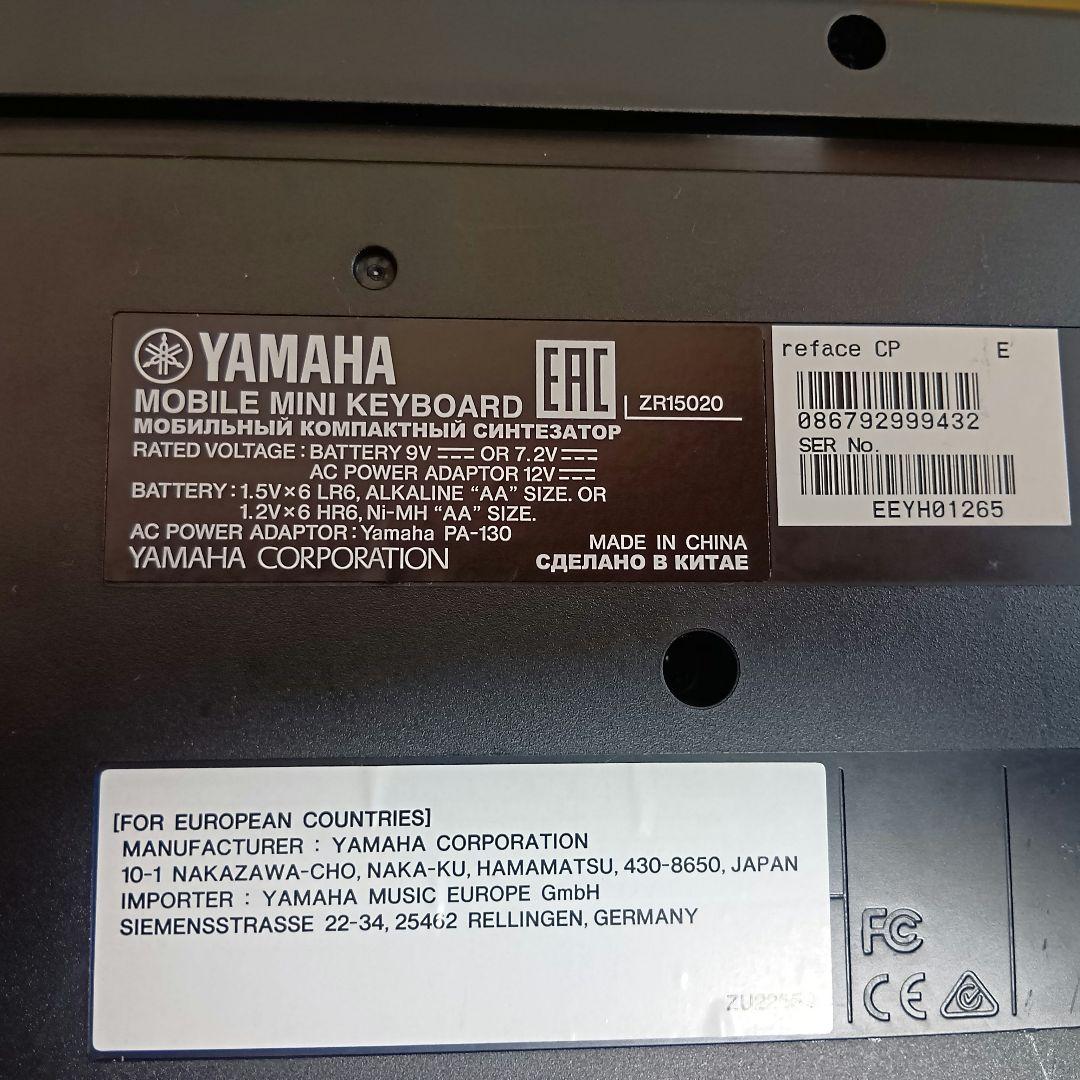 YAMAHA
MOBILE MINI KEYBOARD
EAC
ZR15020
МОБИЛЬНЫЙ КОМПАКТНЫЙ СИНТЕЗАТОР
RATED VOLTAGE : BATTERY 9V ⎓ OR 7.2V ⎓
AC POWER ADAPTOR 12V ⎓
BATTERY : 1.5V×6 LR6, ALKALINE “AA” SIZE. OR
1.2V×6 HR6, Ni-MH “AA” SIZE.
AC POWER ADAPTOR : Yamaha PA-130
YAMAHA CORPORATION
MADE IN CHINA
СДЕЛАНО В КИТАЕ
reface CP E
086792999432
SER No.
EEYH01265
[FOR EUROPEAN COUNTRIES]
MANUFACTURER : YAMAHA CORPORATION
10-1 NAKAZAWA-CHO, NAKA-KU, HAMAMATSU, 430-8650, JAPAN
IMPORTER : YAMAHA MUSIC EUROPE GmbH
SIEMENSSTRASSE 22-34, 25462 RELLINGEN, GERMANY
FC
CE